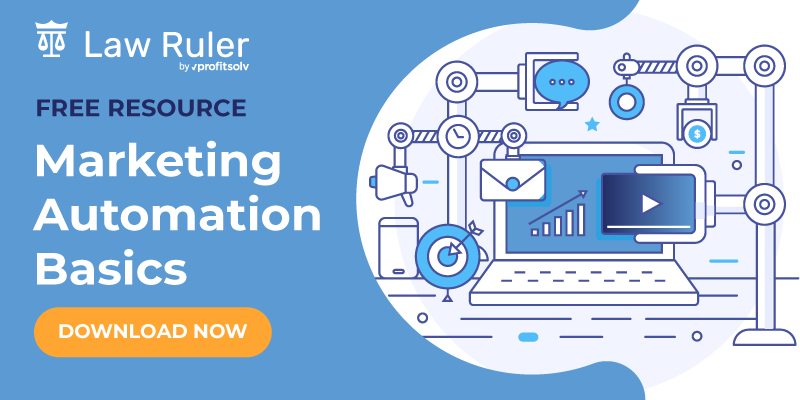 Law Ruler
by profitsolv
FREE RESOURCE
Marketing
Automation
Basics
DOWNLOAD NOW
$